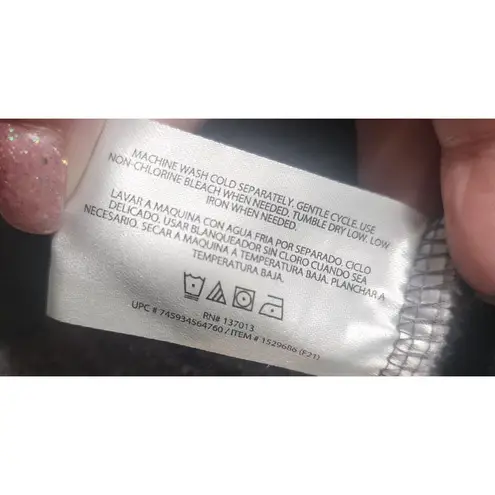 MACHINE WASH COLD SEPARATELY. GENTLE CYCLE. USE
NON-CHLORINE BLEACH WHEN NEEDED. TUMBLE DRY LOW. LOW
IRON WHEN NEEDED.
LAVAR A MAQUINA CON AGUA FRIA POR SEPARADO. CICLO
DELICADO. USAR BLANQUEADOR SIN CLORO CUANDO SEA
NECESARIO. SECAR A MAQUINA A TEMPERATURA BAJA. PLANCHAR A
TEMPERATURA BAJA.
RN# 137013
UPC # 745934564760 / ITEM # 1529686 (F21)